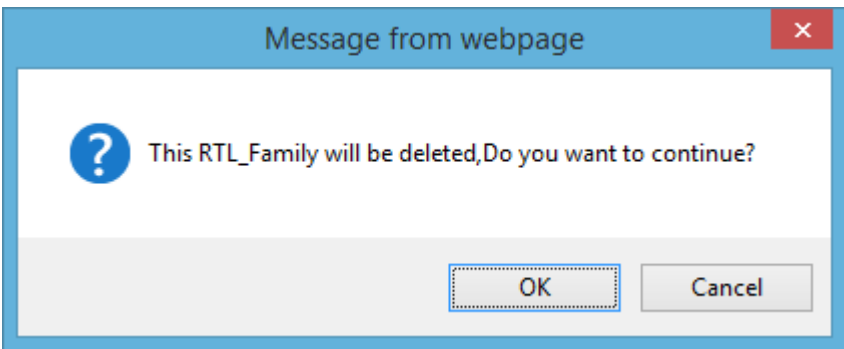 Message from webpage
This RTL_Family will be deleted,Do you want to continue?
OK
Cancel